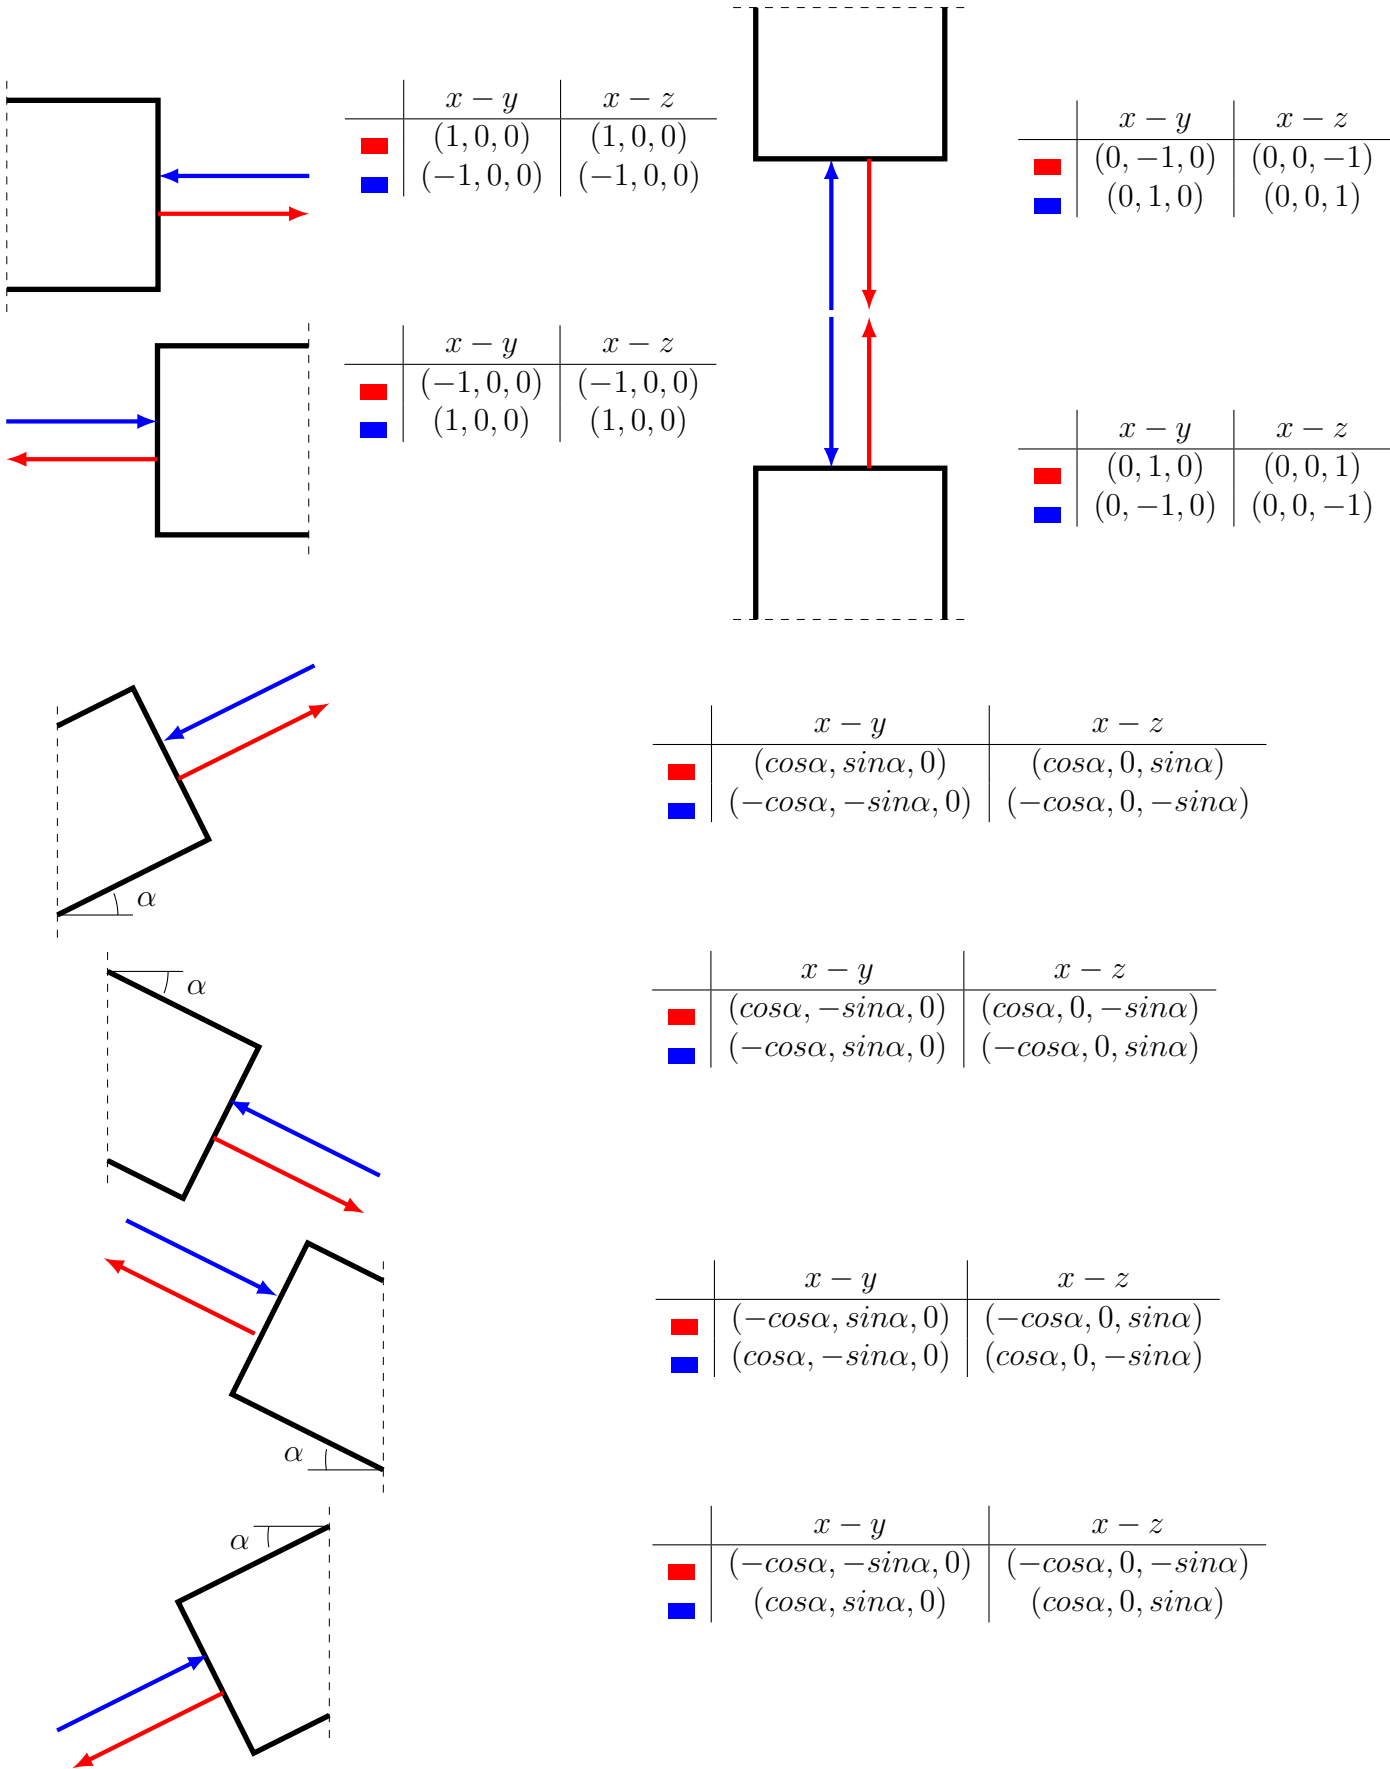 x − y x − z
(1, 0, 0) (1, 0, 0)
(−1, 0, 0) (−1, 0, 0)
x − y x − z
(0, −1, 0) (0, 0, −1)
(0, 1, 0) (0, 0, 1)
x − y x − z
(−1, 0, 0) (−1, 0, 0)
(1, 0, 0) (1, 0, 0)
x − y x − z
(0, 1, 0) (0, 0, 1)
(0, −1, 0) (0, 0, −1)
x − y x − z
(cosα, sinα, 0) (cosα, 0, sinα)
(−cosα, −sinα, 0) (−cosα, 0, −sinα)
α
x − y x − z
α
(cosα, −sinα, 0) (cosα, 0, −sinα)
(−cosα, sinα, 0) (−cosα, 0, sinα)
x − y x − z
(−cosα, sinα, 0) (−cosα, 0, sinα)
(cosα, −sinα, 0) (cosα, 0, −sinα)
α
x − y x − z
α
(−cosα, −sinα, 0) (−cosα, 0, −sinα)
(cosα, sinα, 0) (cosα, 0, sinα)